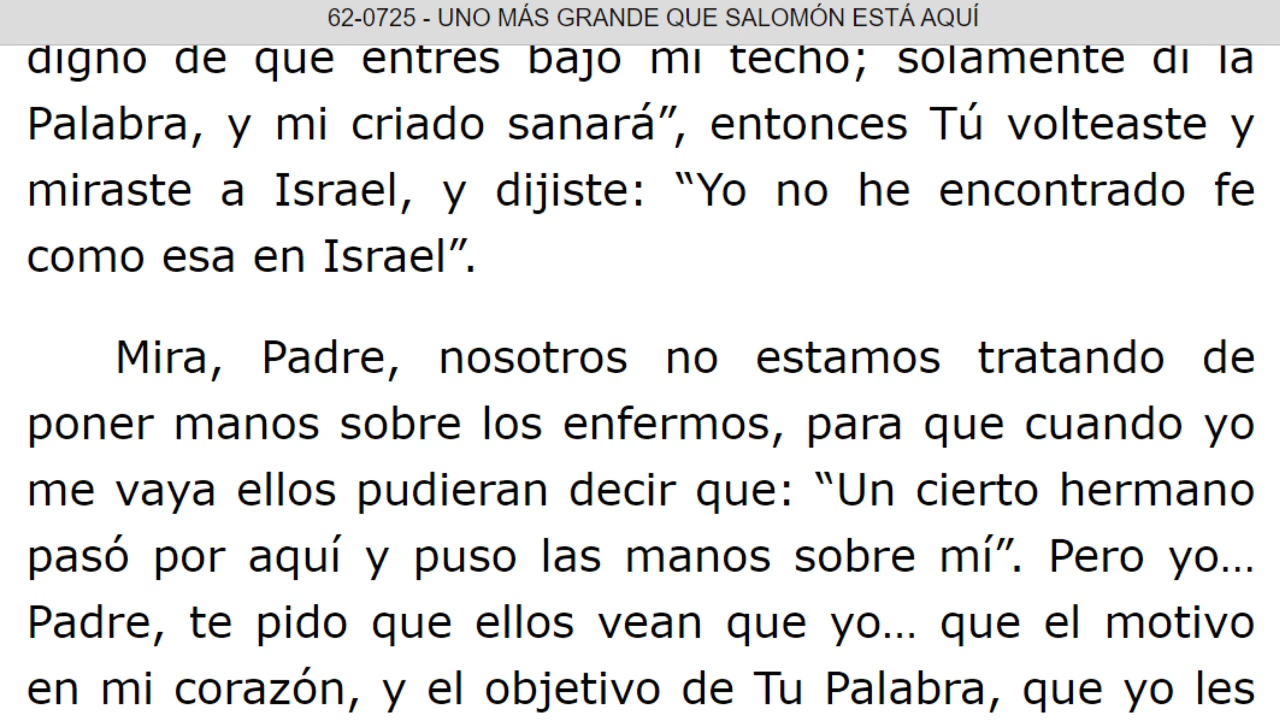 62-0725 - UNO MÁS GRANDE QUE SALOMÓN ESTÁ AQUÍ
digno de que entres bajo mi techo; solamente di la
Palabra, y mi criado sanará”, entonces Tú volteaste y
miraste a Israel, y dijiste: “Yo no he encontrado fe
como esa en Israel”.
Mira, Padre, nosotros no estamos tratando de
poner manos sobre los enfermos, para que cuando yo
me vaya ellos pudieran decir que: “Un cierto hermano
pasó por aquí y puso las manos sobre mí”. Pero yo…
Padre, te pido que ellos vean que yo… que el motivo
en mi corazón, y el objetivo de Tu Palabra, que yo les